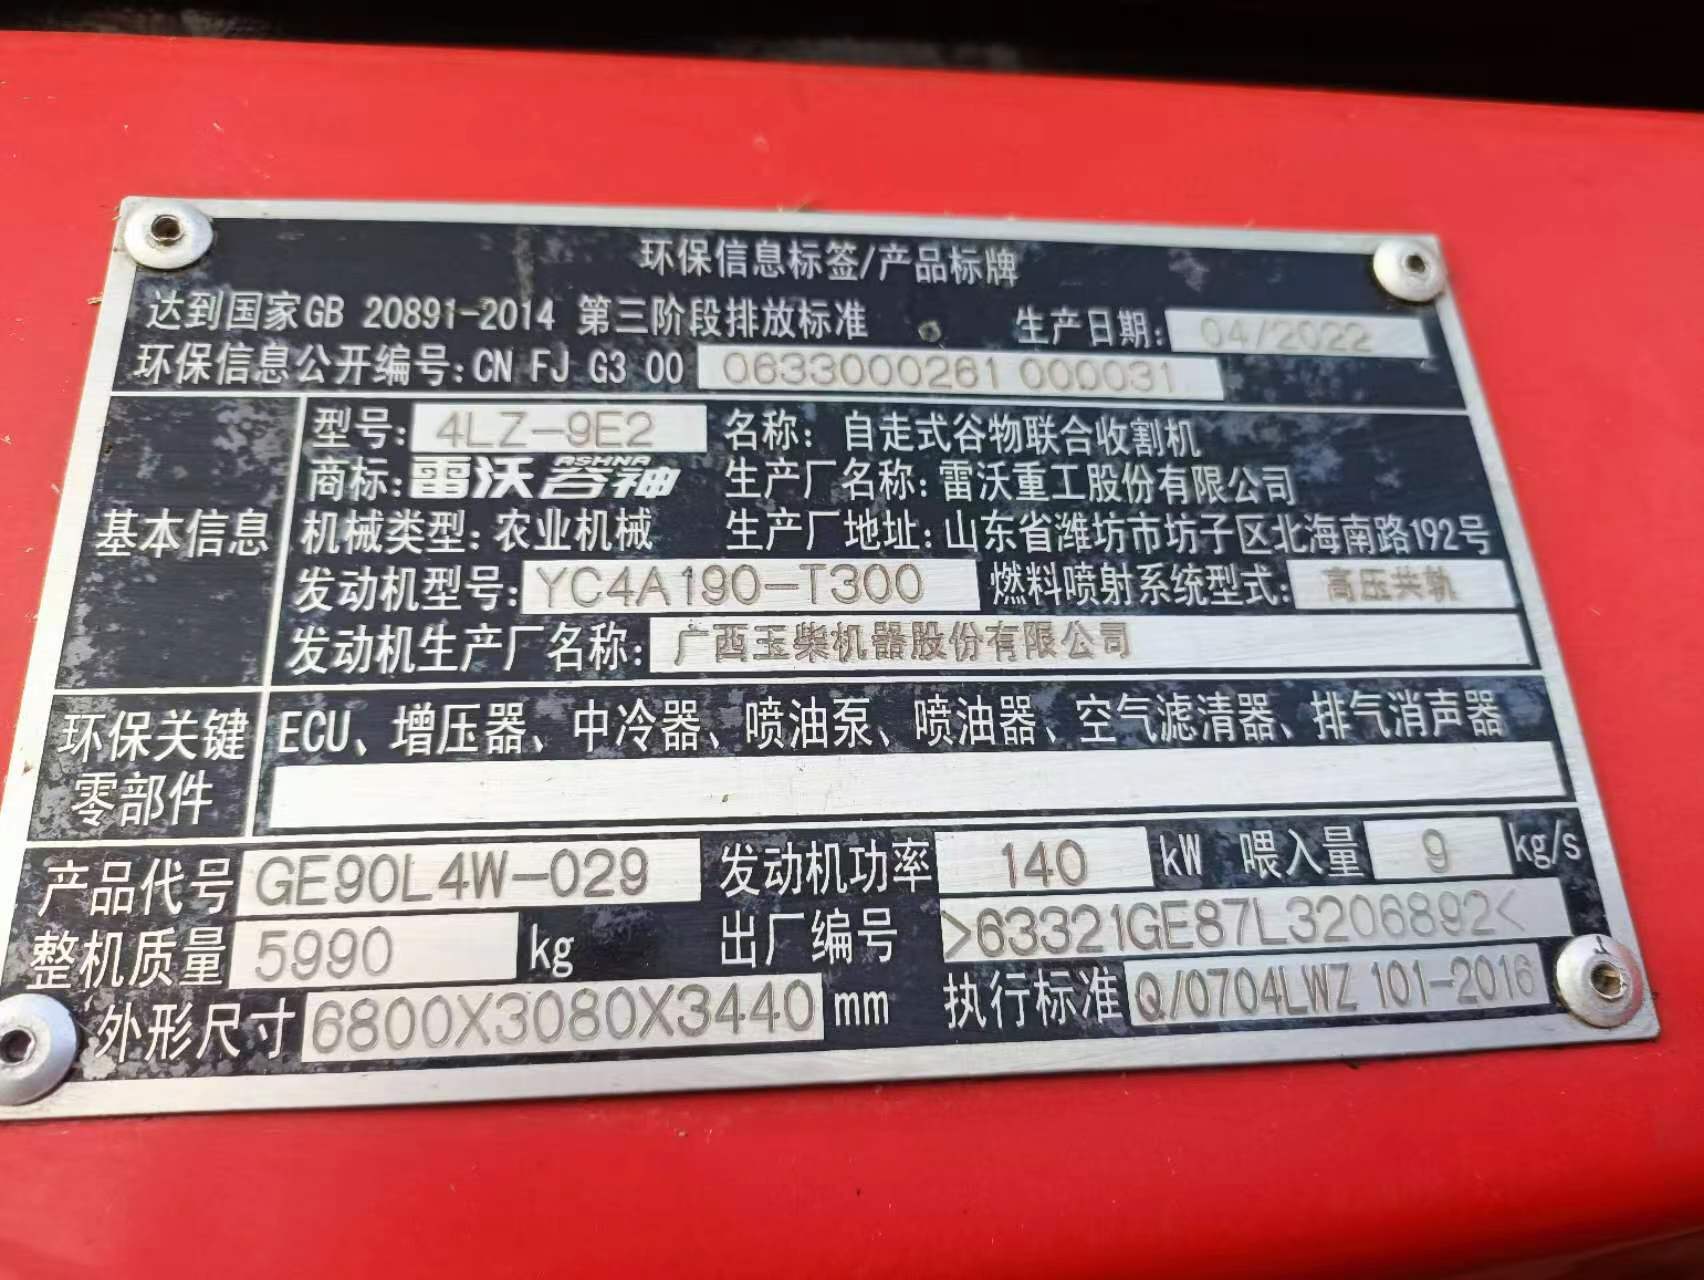 环保信息标签/产品标牌
达到国家GB 20891-2014 第三阶段排放标准 生产日期: 04/2022
环保信息公开编号: CN FJ G3 00 0633000261 000031
基本信息
型号: 4LZ-9E2 名称: 自走式谷物联合收割机
商标: 雷沃谷神 ASHNA 生产厂名称: 雷沃重工股份有限公司
机械类型: 农业机械 生产厂地址: 山东省潍坊市坊子区北海南路192号
发动机型号: YC4A190-T300 燃料喷射系统型式: 高压共轨
发动机生产厂名称: 广西玉柴机器股份有限公司
环保关键零部件
ECU、增压器、中冷器、喷油泵、喷油器、空气滤清器、排气消声器
产品代号 GE90L4W-029 发动机功率 140 kW 喂入量 9 kg/s
整机质量 5990 kg 出厂编号 >63321GE87L3206892<
外形尺寸 6800X3080X3440 mm 执行标准 Q/0704LWZ 101-2016